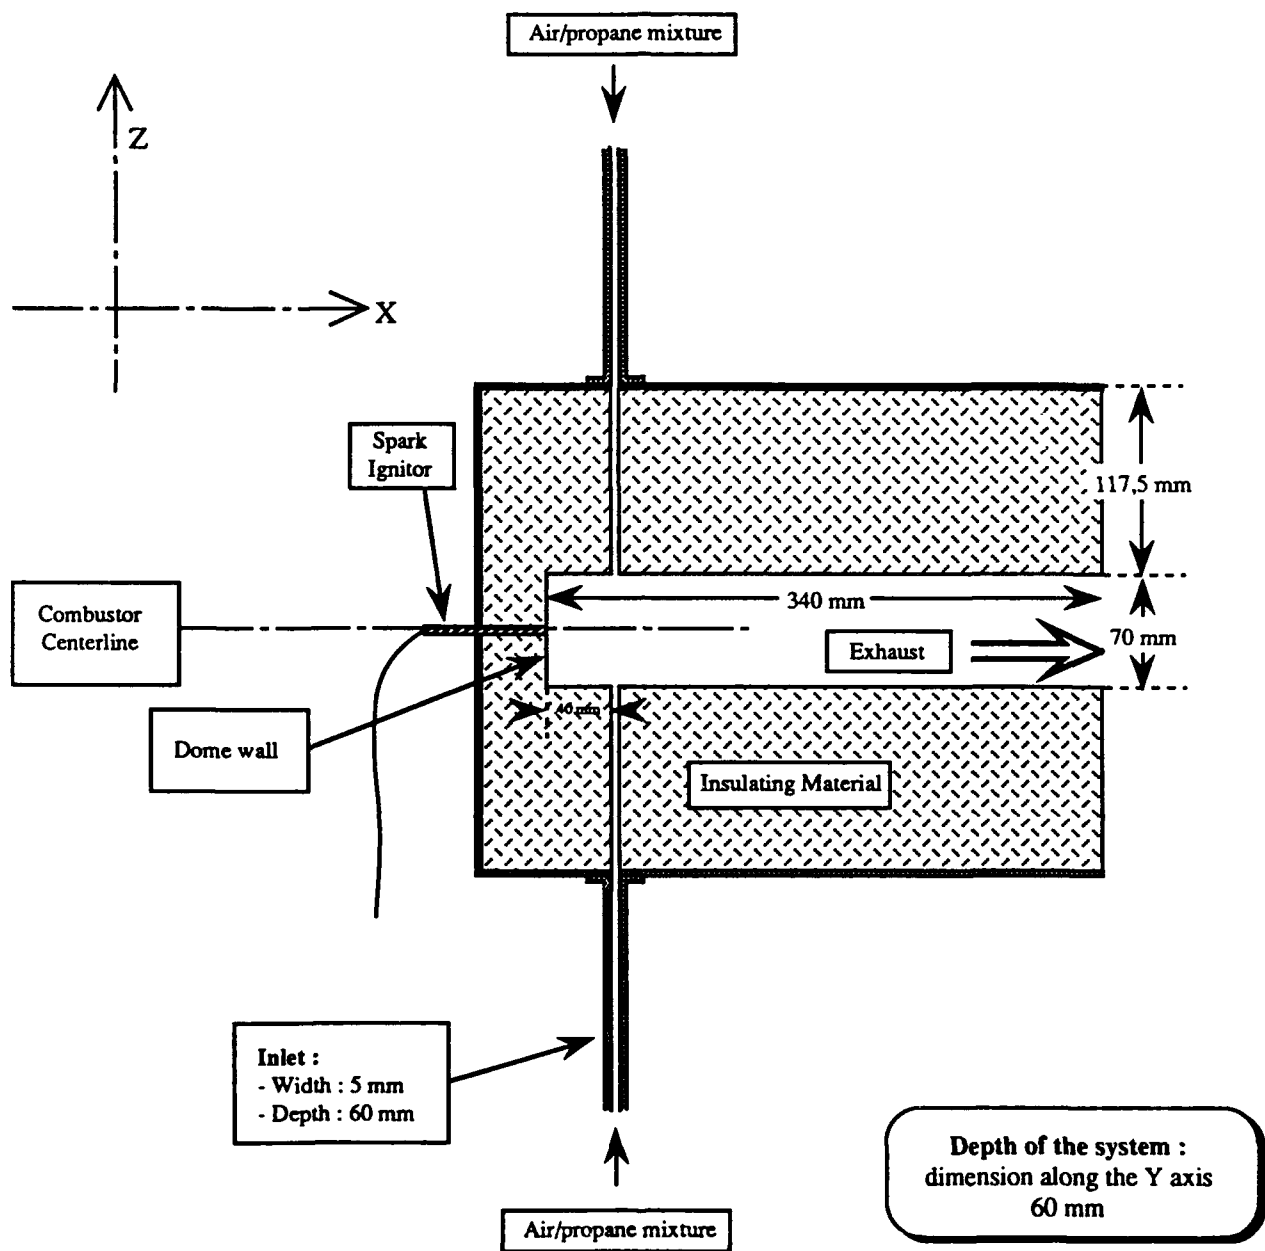 Air/propane mixture
Z
X
Spark
Ignitor
117,5 mm
340 mm
Combustor
Centerline
70 mm
Exhaust
40 mm
Dome wall
Insulating Material
Inlet :
- Width : 5 mm
- Depth : 60 mm
Depth of the system :
dimension along the Y axis
60 mm
Air/propane mixture